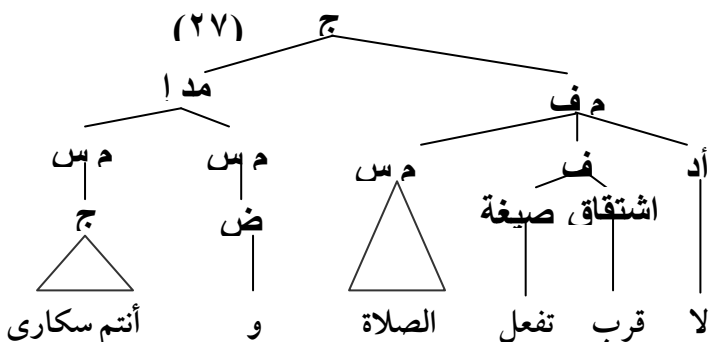 ج (٢٧)
م ف مد إ
أد ف م س م س م س
اشتقاق صيغة ض ج
لا قرب تفعل الصلاة و أنتم سكارى